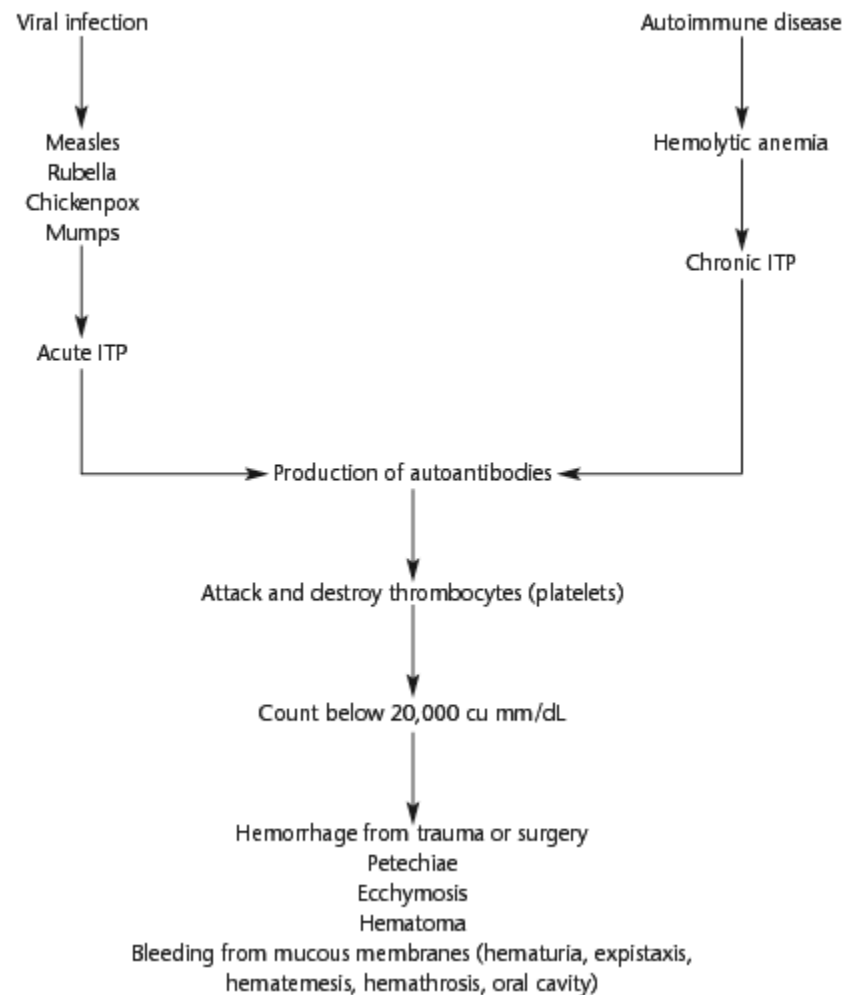 Viral infection
Autoimmune disease
Measles
Rubella
Chickenpox
Mumps
Hemolytic anemia
Chronic ITP
Acute ITP
Production of autoantibodies
Attack and destroy thrombocytes (platelets)
Count below 20,000 cu mm/dL
Hemorrhage from trauma or surgery
Petechiae
Ecchymosis
Hematoma
Bleeding from mucous membranes (hematuria, expistaxis,
hematemesis, hemathrosis, oral cavity)